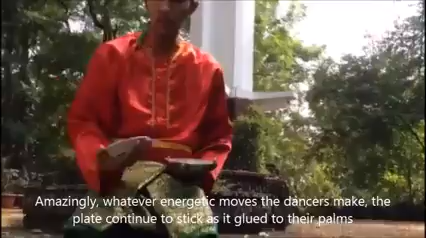 Amazingly, whatever energetic moves the dancers make, the
plate continue to stick as it glued to their palms